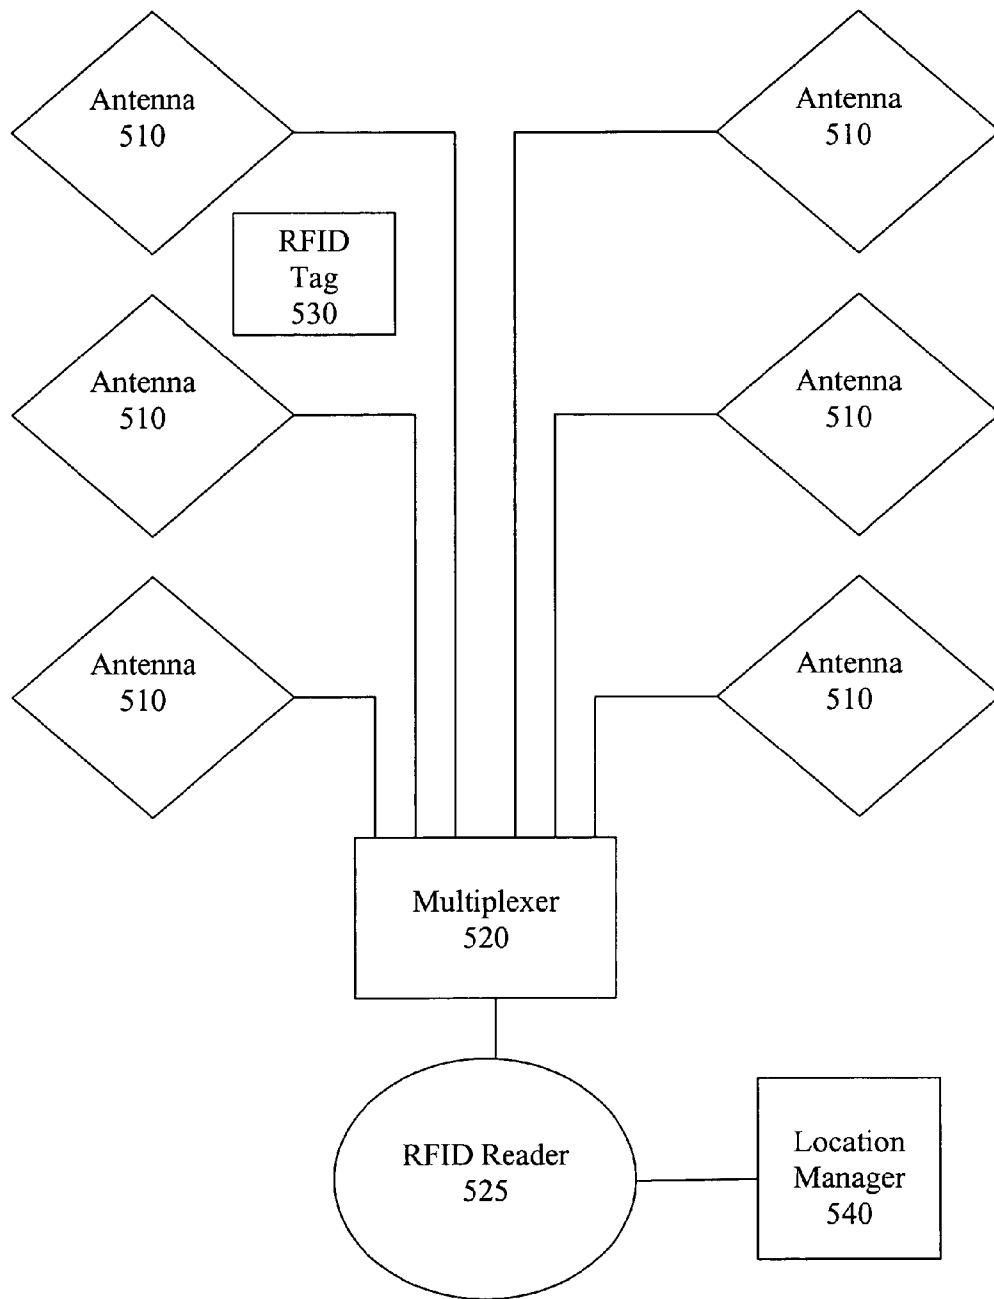 Antenna
510
Antenna
510
RFID
Tag
530
Antenna
510
Antenna
510
Antenna
510
Antenna
510
Multiplexer
520
RFID Reader
525
Location
Manager
540